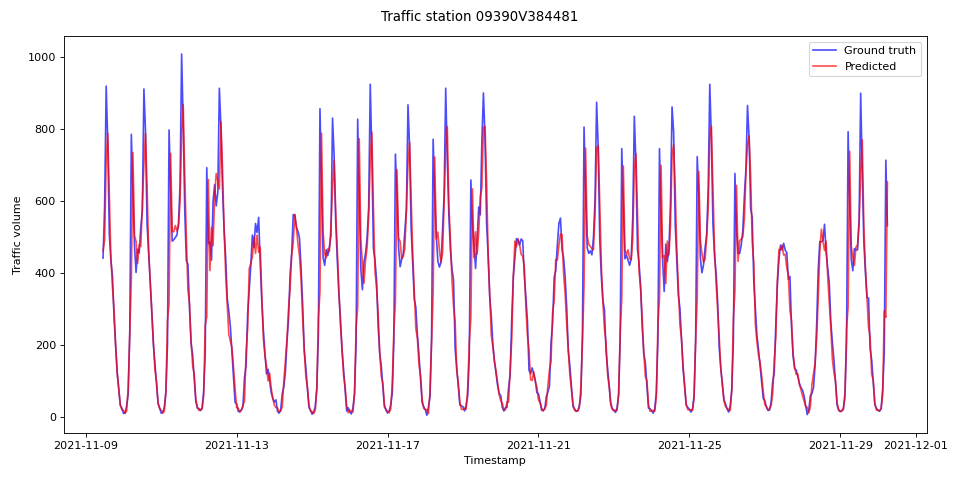 Traffic station 09390V384481
Ground truth
Predicted
Traffic volume
1000
800
600
400
200
0
2021-11-09
2021-11-13
2021-11-17
2021-11-21
2021-11-25
2021-11-29
2021-12-01
Timestamp